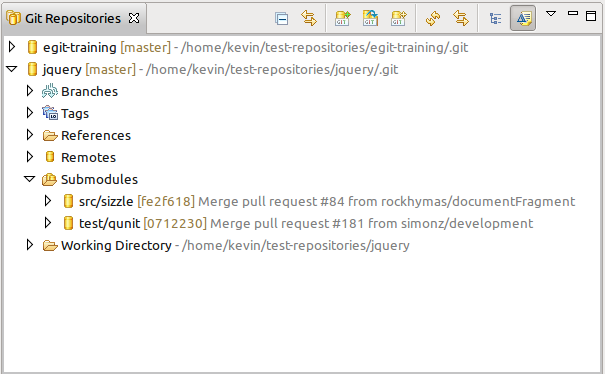 Git Repositories
egit-training [master] - /home/kevin/test-repositories/egit-training/.git
jquery [master] - /home/kevin/test-repositories/jquery/.git
Branches
Tags
References
Remotes
Submodules
src/sizzle [fe2f618] Merge pull request #84 from rockhymas/documentFragment
test/qunit [0712230] Merge pull request #181 from simonz/development
Working Directory - /home/kevin/test-repositories/jquery